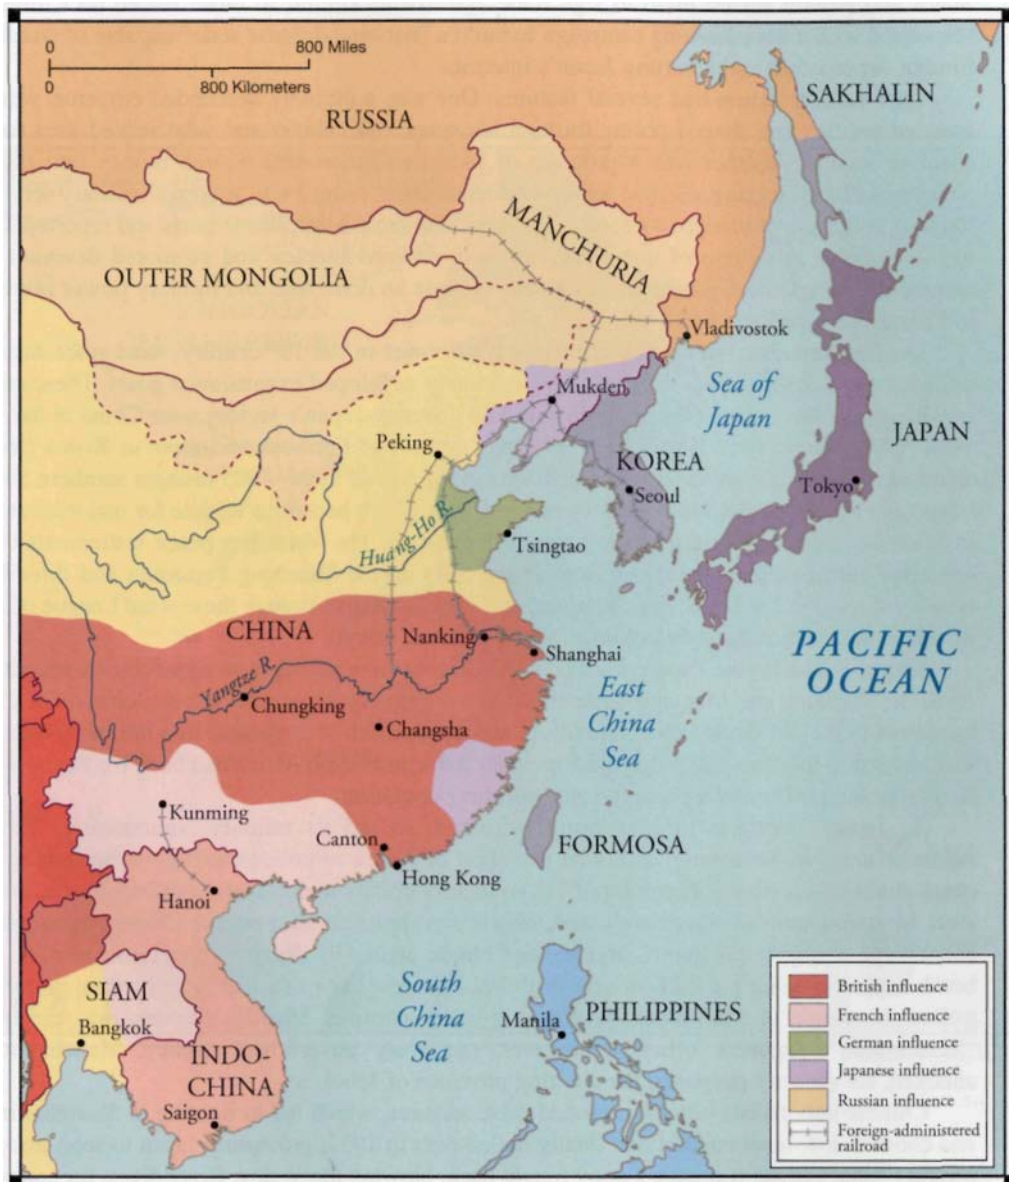 0
800 Miles
0
800 Kilometers
RUSSIA
SAKHALIN
MANCHURIA
OUTER MONGOLIA
Vladivostok
Mukden
Sea of
Japan
JAPAN
Peking
KOREA
Seoul
Tokyo
Huang-Ho R.
Tsingtao
CHINA
Nanking
Shanghai
PACIFIC
OCEAN
Yangtze R.
Chungking
Changsha
East
China
Sea
Kunming
Canton
Hong Kong
FORMOSA
Hanoi
SIAM
Bangkok
South
China
Sea
Manila
PHILIPPINES
INDO-
CHINA
Saigon
British influence
French influence
German influence
Japanese influence
Russian influence
Foreign-administered
railroad